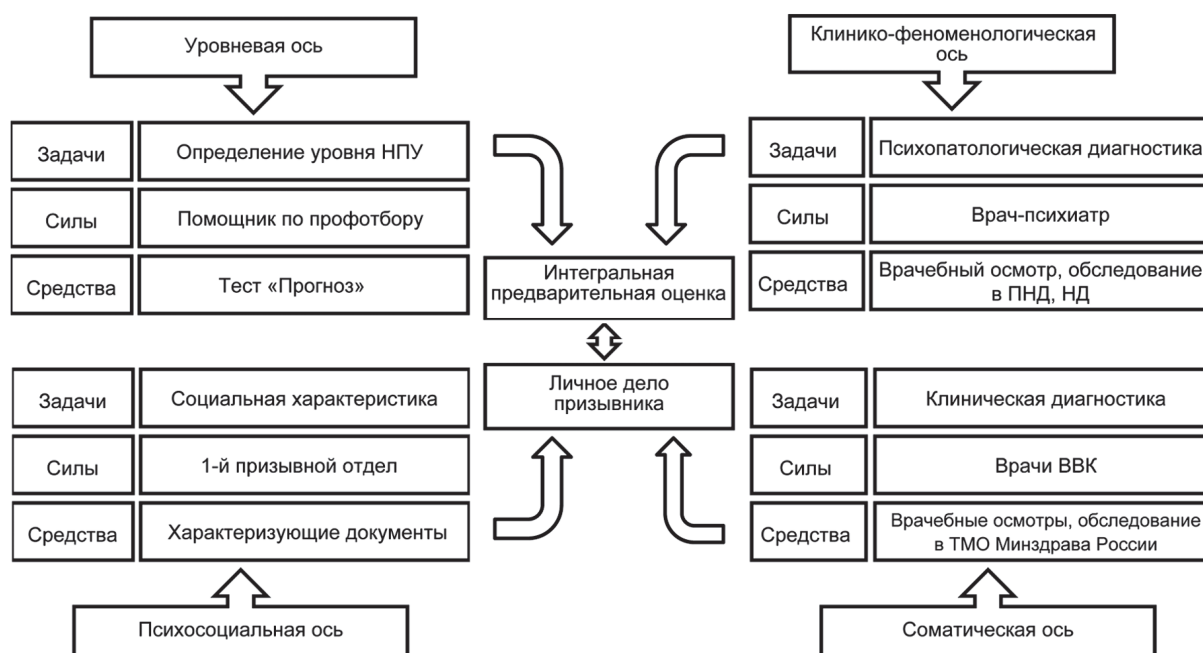 Уровневая ось
Клинико-феноменологическая
ось
Задачи
Определение уровня НПУ
Силы
Помощник по профотбору
Средства
Тест «Прогноз»
Задачи
Психопатологическая диагностика
Силы
Врач-психиатр
Средства
Врачебный осмотр, обследование
в ПНД, НД
Интегральная
предварительная оценка
Личное дело
призывника
Задачи
Социальная характеристика
Силы
1-й призывной отдел
Средства
Характеризующие документы
Задачи
Клиническая диагностика
Силы
Врачи ВВК
Средства
Врачебные осмотры, обследование
в ТМО Минздрава России
Психосоциальная ось
Соматическая ось